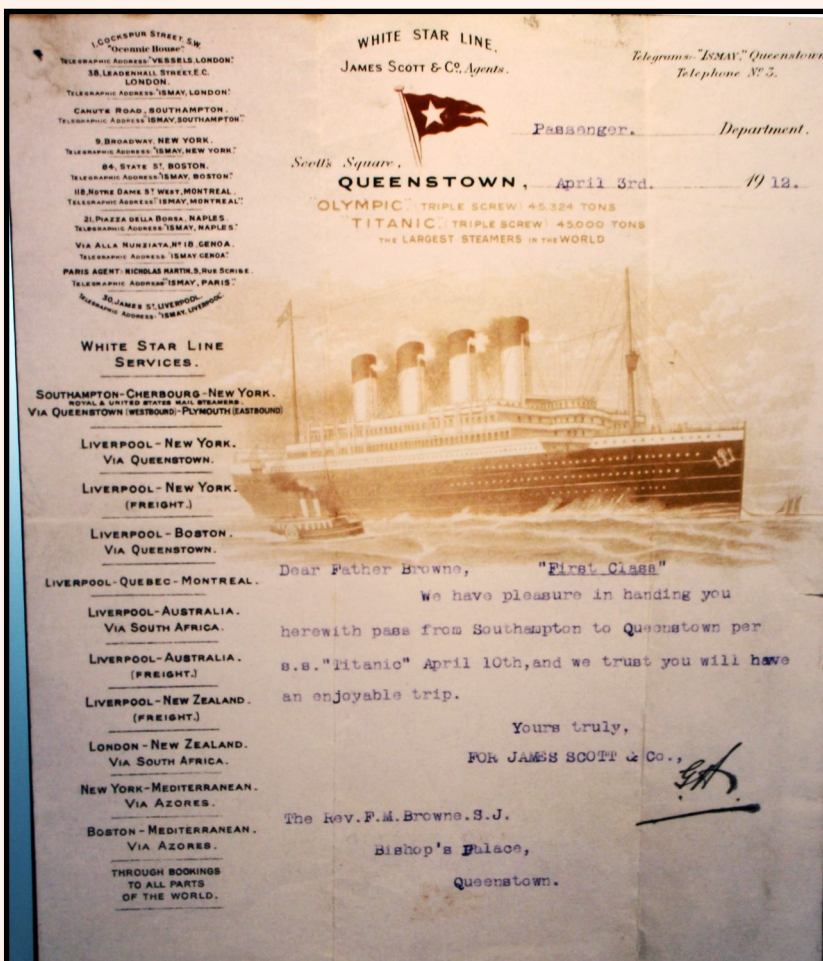 1, COCKSPUR STREET, S.W.
"Oceanic House"
TELEGRAPHIC ADDRESS: "VESSELS, LONDON."
38, LEADENHALL STREET, E.C.
LONDON.
TELEGRAPHIC ADDRESS: "ISMAY, LONDON."
CANUTE ROAD, SOUTHAMPTON.
TELEGRAPHIC ADDRESS "ISMAY, SOUTHAMPTON".
9, BROADWAY, NEW YORK.
TELEGRAPHIC ADDRESS: "ISMAY, NEW YORK."
84, STATE ST., BOSTON.
TELEGRAPHIC ADDRESS: "ISMAY, BOSTON."
118, NOTRE DAME ST. WEST, MONTREAL.
TELEGRAPHIC ADDRESS: "ISMAY, MONTREAL."
21, PIAZZA DELLA BORSA, NAPLES.
TELEGRAPHIC ADDRESS: "ISMAY, NAPLES."
VIA ALLA NUNZIATA, No 18, GENOA.
TELEGRAPHIC ADDRESS: "ISMAY, GENOA."
PARIS AGENT: NICHOLAS MARTIN, 9, RUE SCRIBE.
TELEGRAPHIC ADDRESS: "ISMAY, PARIS."
30, JAMES ST. LIVERPOOL.
TELEGRAPHIC ADDRESS: "ISMAY, LIVERPOOL."
WHITE STAR LINE.
JAMES SCOTT & Co., Agents.
Telegrams:- "ISMAY," Queenstown
Telephone No 3.
Passenger. Department.
Scott's Square,
QUEENSTOWN, April 3rd. 1912.
"OLYMPIC" (TRIPLE SCREW) 45,324 TONS
"TITANIC" (TRIPLE SCREW) 45,000 TONS
THE LARGEST STEAMERS IN THE WORLD
WHITE STAR LINE
SERVICES.
SOUTHAMPTON-CHERBOURG-NEW YORK.
ROYAL & UNITED STATES MAIL STEAMERS.
VIA QUEENSTOWN (WESTBOUND)-PLYMOUTH (EASTBOUND)
LIVERPOOL-NEW YORK.
VIA QUEENSTOWN.
LIVERPOOL-NEW YORK.
(FREIGHT.)
LIVERPOOL-BOSTON.
VIA QUEENSTOWN.
LIVERPOOL-QUEBEC-MONTREAL.
LIVERPOOL-AUSTRALIA.
VIA SOUTH AFRICA.
LIVERPOOL-AUSTRALIA.
(FREIGHT.)
LIVERPOOL-NEW ZEALAND.
(FREIGHT.)
LONDON-NEW ZEALAND.
VIA SOUTH AFRICA.
NEW YORK-MEDITERRANEAN.
VIA AZORES.
BOSTON-MEDITERRANEAN.
VIA AZORES.
THROUGH BOOKINGS
TO ALL PARTS
OF THE WORLD.
Dear Father Browne, "First Class"
We have pleasure in handing you
herewith pass from Southampton to Queenstown per
s.s."Titanic" April 10th,and we trust you will have
an enjoyable trip.
Yours truly,
FOR JAMES SCOTT & Co.,
The Rev.F.M.Browne.S.J.
Bishop's Palace,
Queenstown.